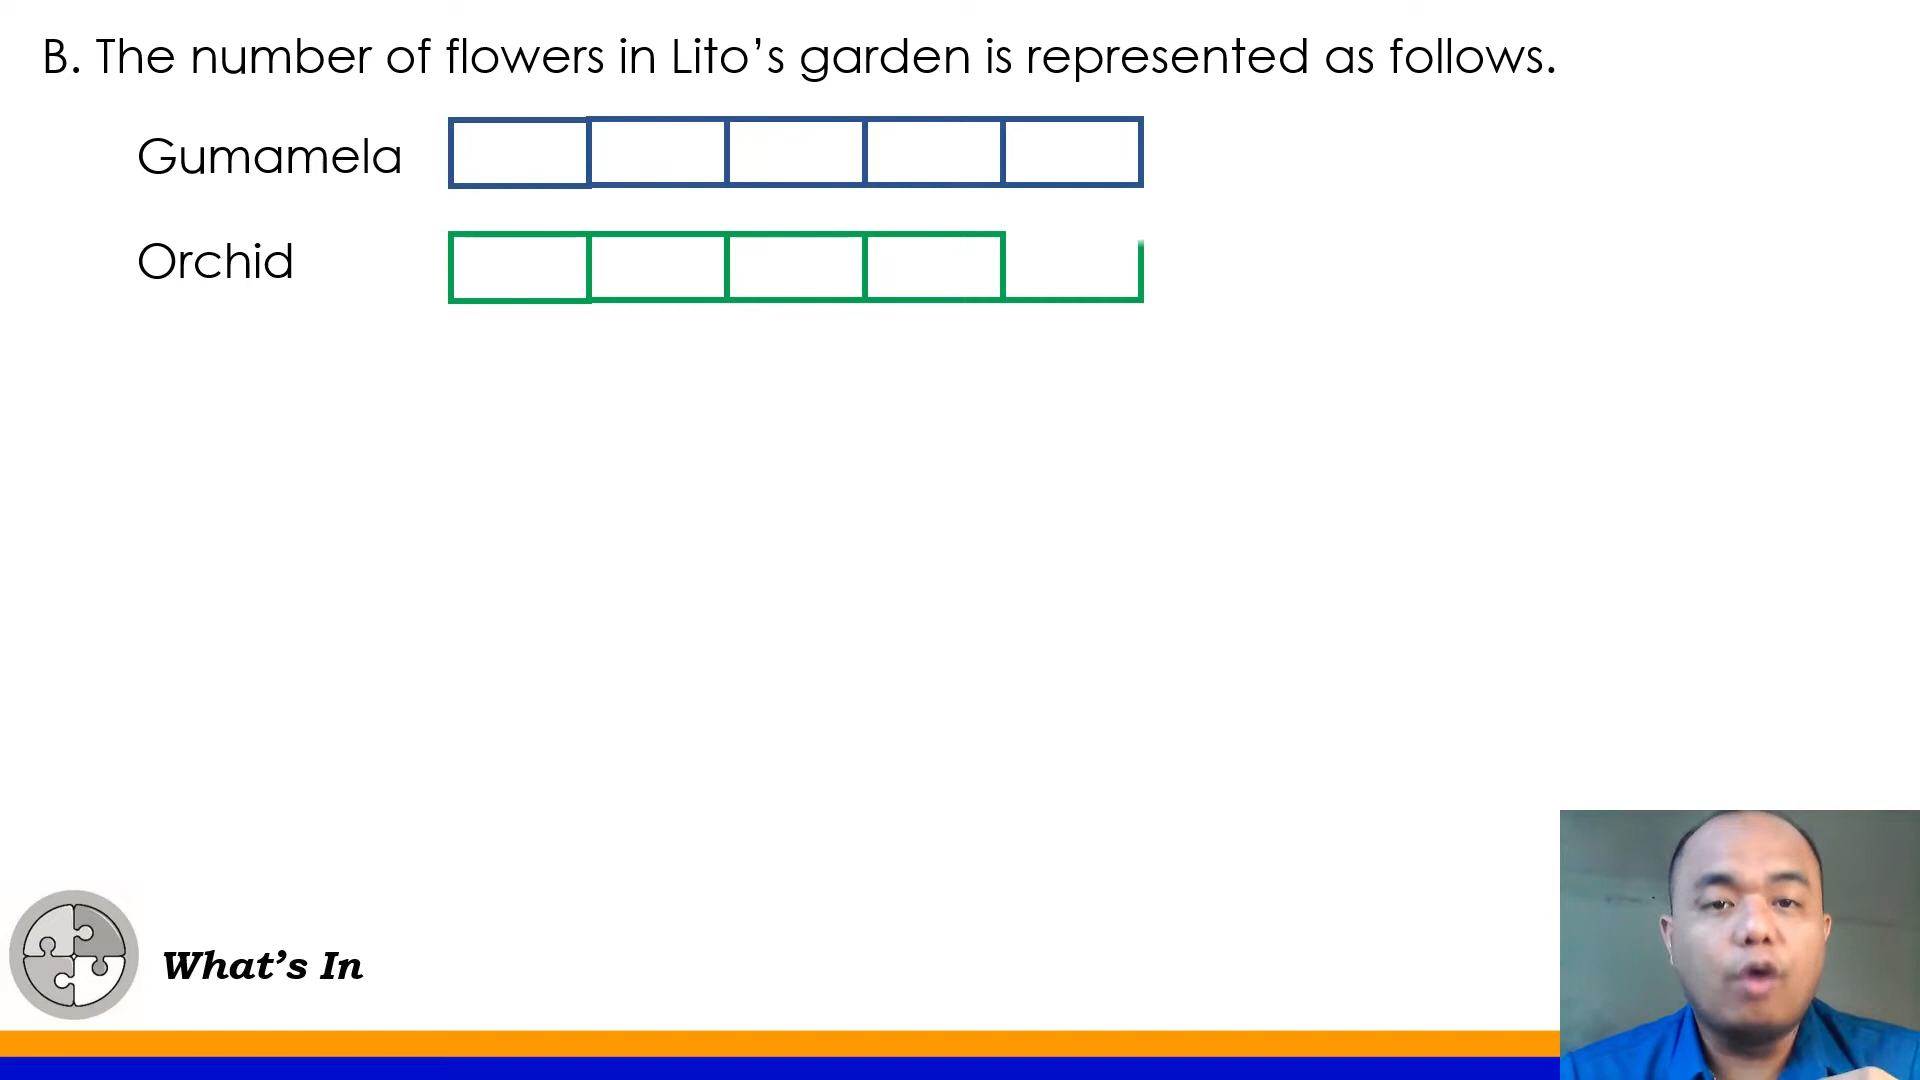 B. The number of flowers in Lito’s garden is represented as follows.
Gumamela
Orchid
What’s In